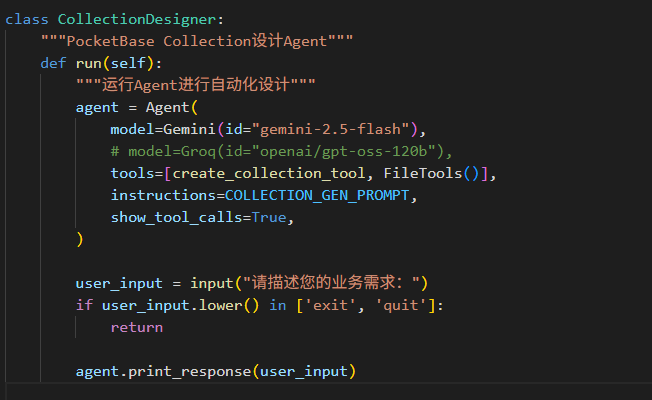 class CollectionDesigner:
    """PocketBase Collection设计Agent"""
    def run(self):
        """运行Agent进行自动化设计"""
        agent = Agent(
            model=Gemini(id="gemini-2.5-flash"),
            # model=Groq(id="openai/gpt-oss-120b"),
            tools=[create_collection_tool, FileTools()],
            instructions=COLLECTION_GEN_PROMPT,
            show_tool_calls=True,
        )
        user_input = input("请描述您的业务需求：")
        if user_input.lower() in ['exit', 'quit']:
            return
        agent.print_response(user_input)